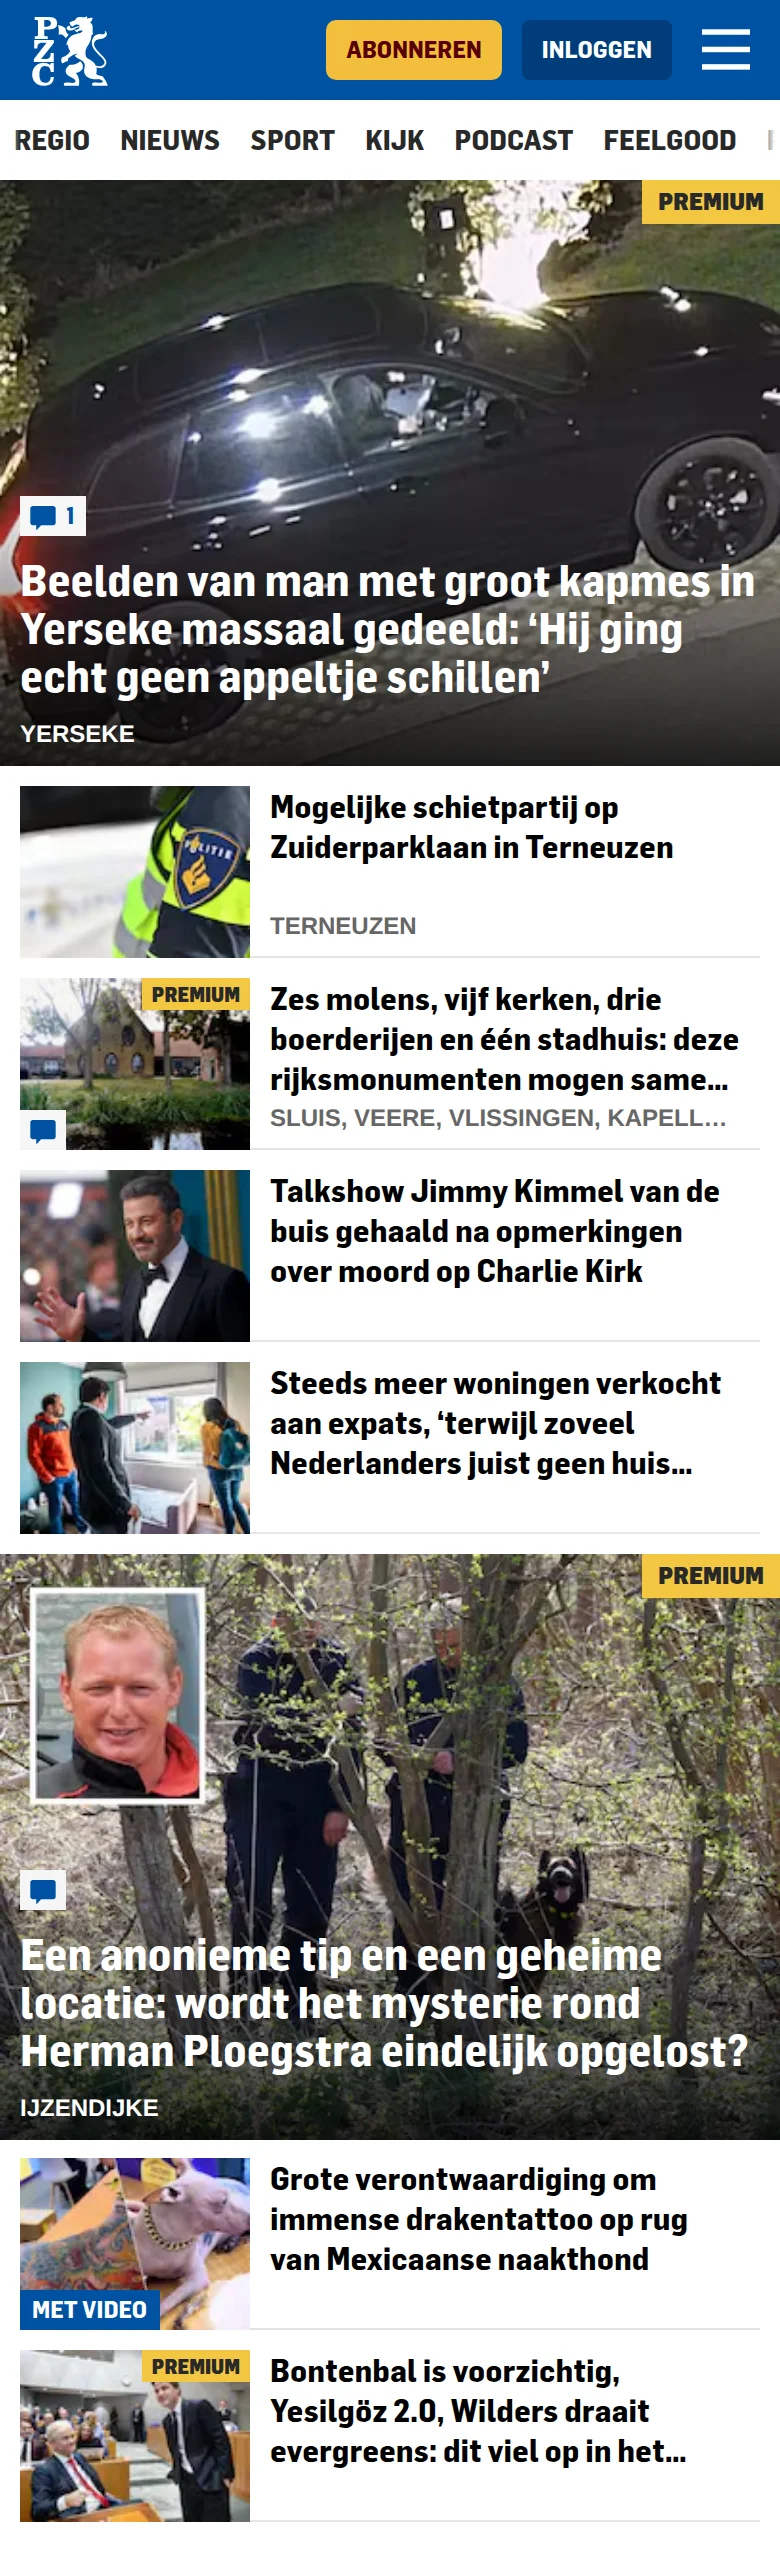 PZC
ABONNEREN
INLOGGEN
REGIO NIEUWS SPORT KIJK PODCAST FEELGOOD
PREMIUM
1
Beelden van man met groot kapmes in
Yerseke massaal gedeeld: ‘Hij ging
echt geen appeltje schillen’
YERSEKE
POLITIE
Mogelijke schietpartij op
Zuiderparklaan in Terneuzen
TERNEUZEN
PREMIUM
Zes molens, vijf kerken, drie
boerderijen en één stadhuis: deze
rijksmonumenten mogen same...
SLUIS, VEERE, VLISSINGEN, KAPELL...
Talkshow Jimmy Kimmel van de
buis gehaald na opmerkingen
over moord op Charlie Kirk
Steeds meer woningen verkocht
aan expats, ‘terwijl zoveel
Nederlanders juist geen huis...
PREMIUM
Een anonieme tip en een geheime
locatie: wordt het mysterie rond
Herman Ploegstra eindelijk opgelost?
IJZENDIJKE
MET VIDEO
Grote verontwaardiging om
immense drakentattoo op rug
van Mexicaanse naakthond
PREMIUM
Bontenbal is voorzichtig,
Yesilgöz 2.0, Wilders draait
evergreens: dit viel op in het...